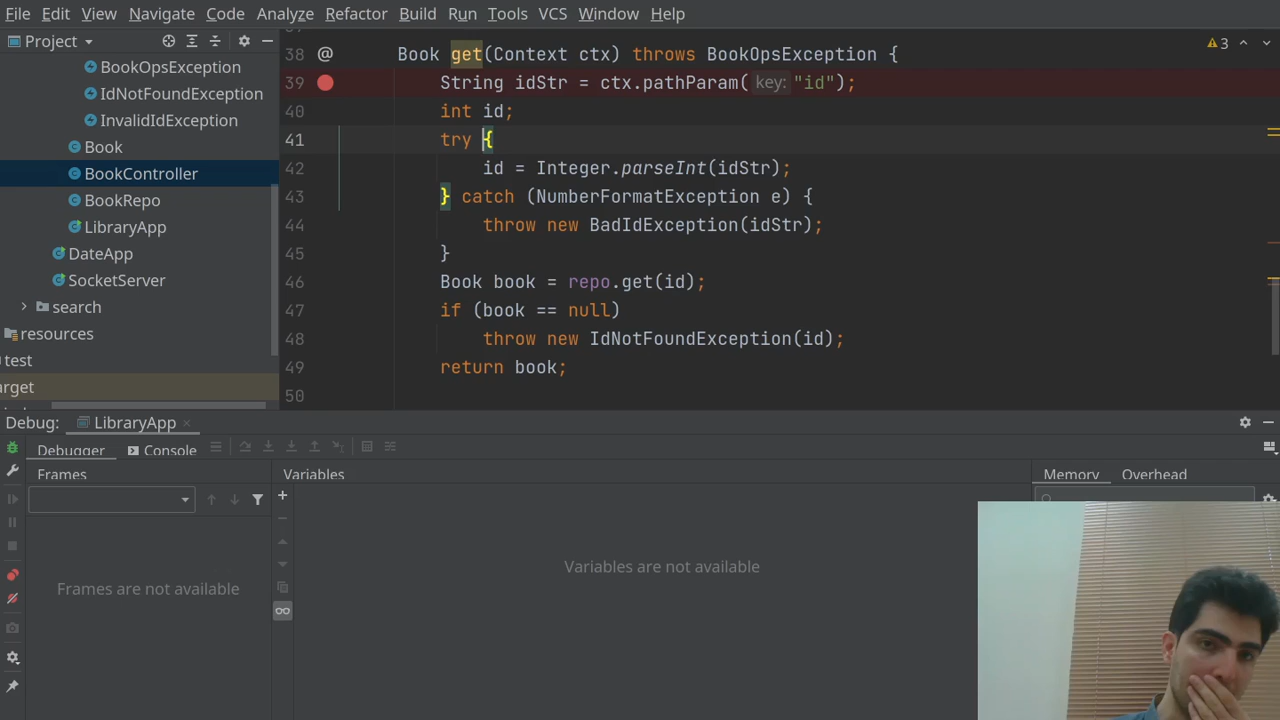 File Edit View Navigate Code Analyze Refactor Build Run Tools VCS Window Help
Project
BookOpsException
IdNotFoundException
InvalidIdException
Book
BookController
BookRepo
LibraryApp
DateApp
SocketServer
search
resources
test
arget
3
38 @ Book get(Context ctx) throws BookOpsException {
39 String idStr = ctx.pathParam( key: "id");
40 int id;
41 try {
42 id = Integer.parseInt(idStr);
43 } catch (NumberFormatException e) {
44 throw new BadIdException(idStr);
45 }
46 Book book = repo.get(id);
47 if (book == null)
48 throw new IdNotFoundException(id);
49 return book;
50
Debug: LibraryApp
Debugger Console
Frames
Variables
Memory Overhead
Frames are not available
Variables are not available